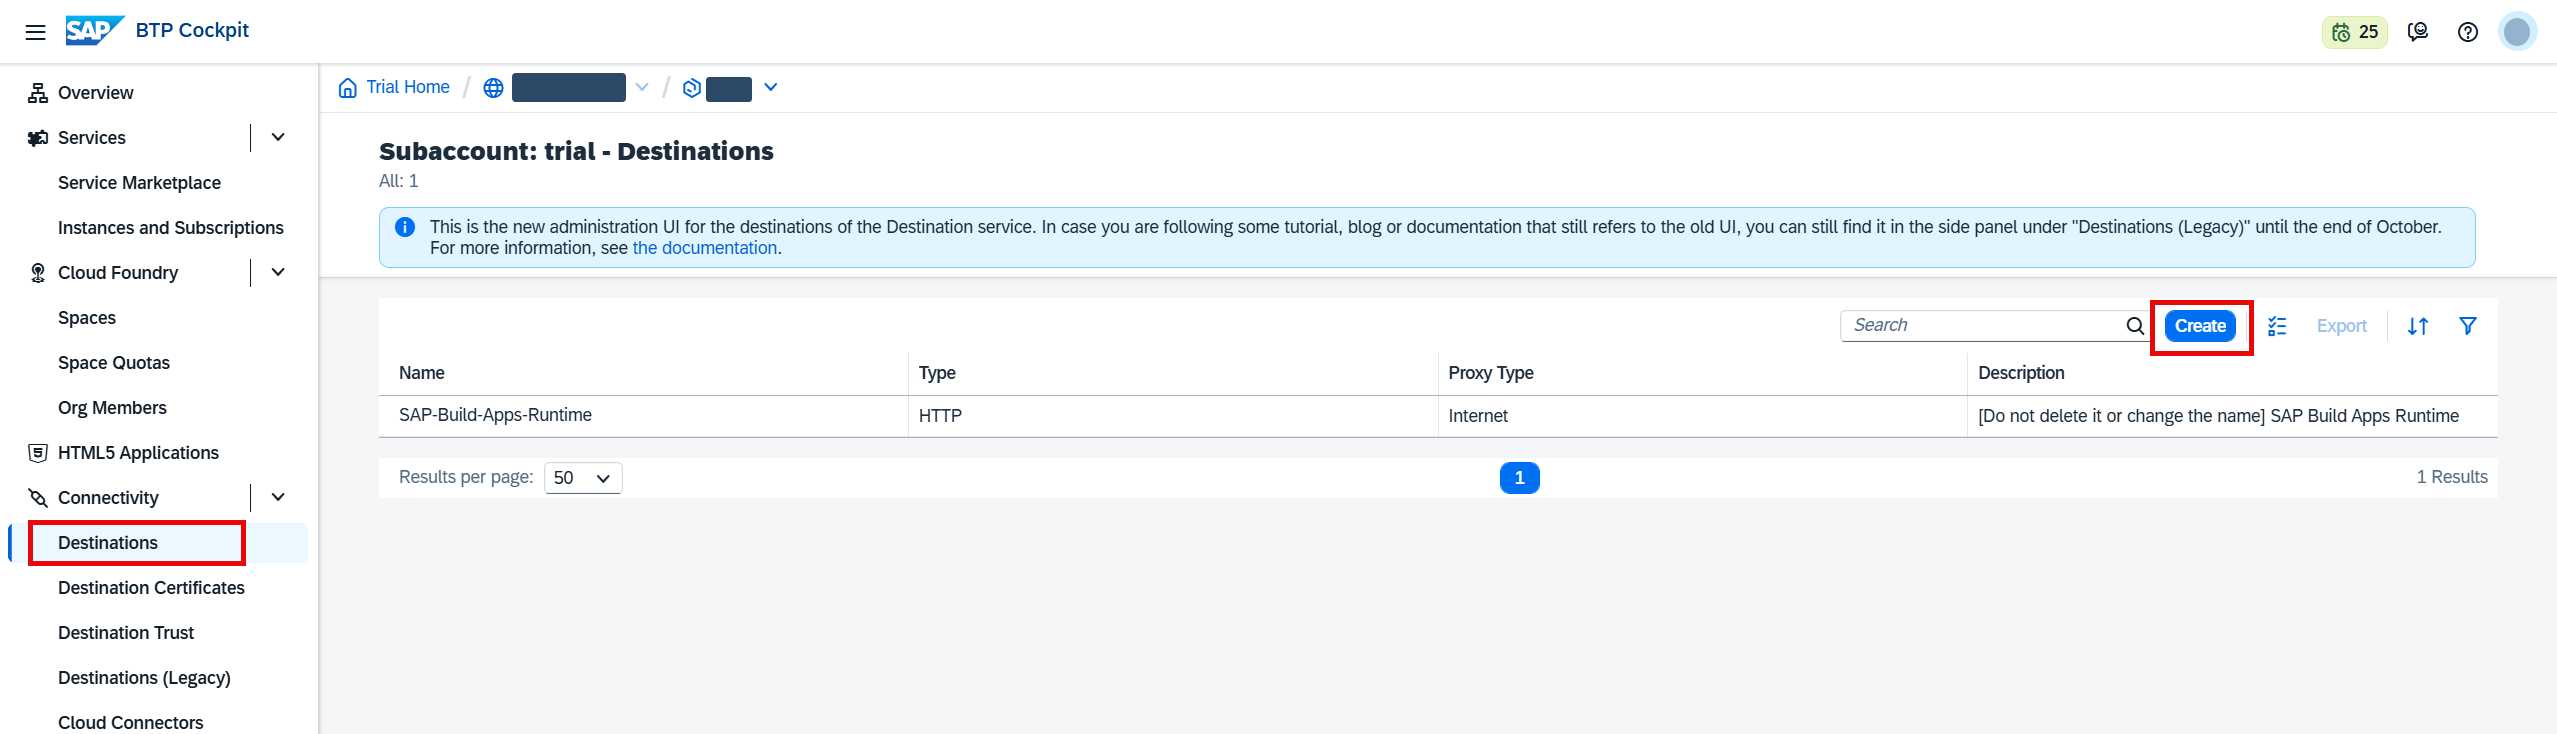 SAP BTP Cockpit
25
Overview
Services
Service Marketplace
Instances and Subscriptions
Cloud Foundry
Spaces
Space Quotas
Org Members
HTML5 Applications
Connectivity
Destinations
Destination Certificates
Destination Trust
Destinations (Legacy)
Cloud Connectors
Trial Home / /
Subaccount: trial - Destinations
All: 1
This is the new administration UI for the destinations of the Destination service. In case you are following some tutorial, blog or documentation that still refers to the old UI, you can still find it in the side panel under "Destinations (Legacy)" until the end of October.
For more information, see the documentation.
Search Create Export
Name Type Proxy Type Description
SAP-Build-Apps-Runtime HTTP Internet [Do not delete it or change the name] SAP Build Apps Runtime
Results per page: 50 1 1 Results